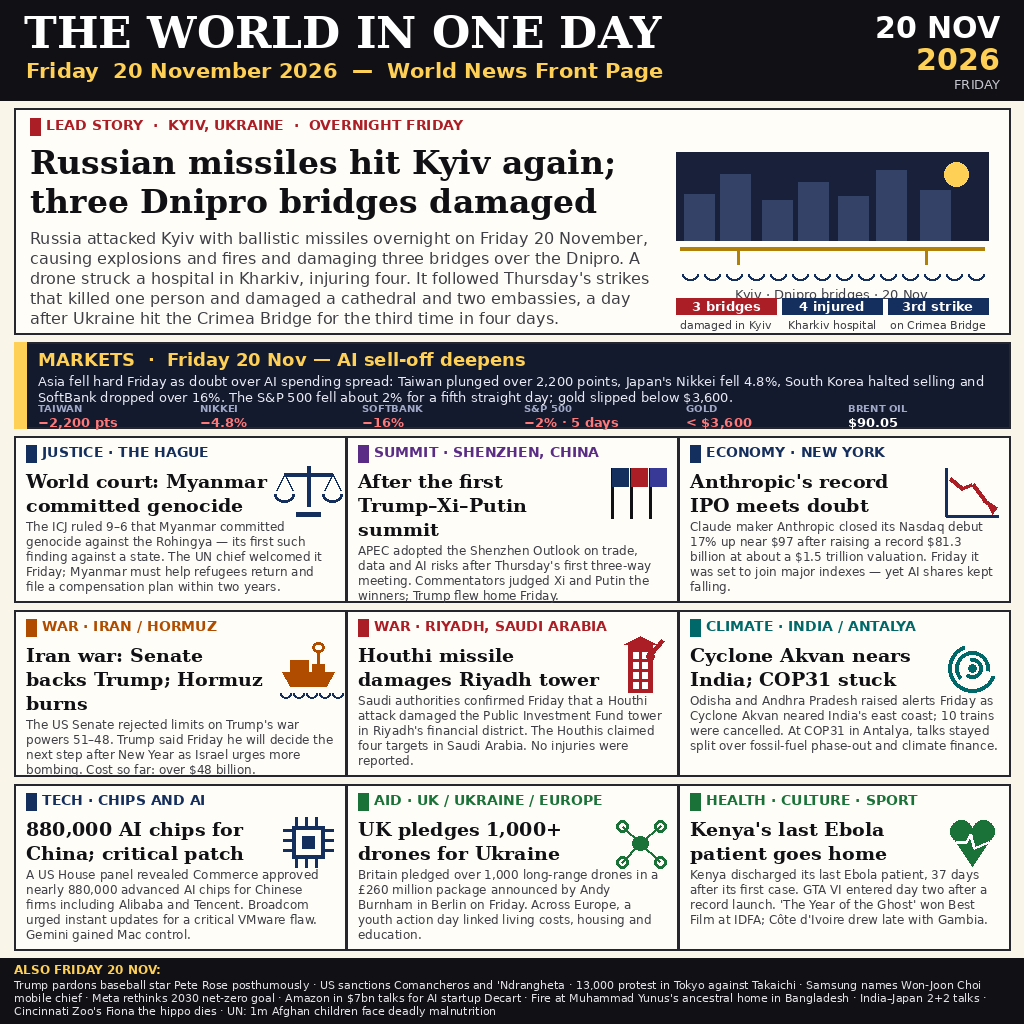 THE WORLD IN ONE DAY
Friday 20 November 2026 — World News Front Page
20 NOV
2026
FRIDAY
LEAD STORY · KYIV, UKRAINE · OVERNIGHT FRIDAY
Russian missiles hit Kyiv again;
three Dnipro bridges damaged
Russia attacked Kyiv with ballistic missiles overnight on Friday 20 November,
causing explosions and fires and damaging three bridges over the Dnipro. A
drone struck a hospital in Kharkiv, injuring four. It followed Thursday's strikes
that killed one person and damaged a cathedral and two embassies, a day
after Ukraine hit the Crimea Bridge for the third time in four days.
Kyiv · Dnipro bridges · 20 Nov
3 bridges
damaged in Kyiv
4 injured
Kharkiv hospital
3rd strike
on Crimea Bridge
MARKETS · Friday 20 Nov — AI sell-off deepens
Asia fell hard Friday as doubt over AI spending spread: Taiwan plunged over 2,200 points, Japan's Nikkei fell 4.8%, South Korea halted selling and
SoftBank dropped over 16%. The S&P 500 fell about 2% for a fifth straight day; gold slipped below $3,600.
TAIWAN
−2,200 pts
NIKKEI
−4.8%
SOFTBANK
−16%
S&P 500
−2% · 5 days
GOLD
< $3,600
BRENT OIL
$90.05
JUSTICE · THE HAGUE
World court: Myanmar
committed genocide
The ICJ ruled 9–6 that Myanmar committed
genocide against the Rohingya — its first such
finding against a state. The UN chief welcomed it
Friday; Myanmar must help refugees return and
file a compensation plan within two years.
SUMMIT · SHENZHEN, CHINA
After the first
Trump–Xi–Putin
summit
APEC adopted the Shenzhen Outlook on trade,
data and AI risks after Thursday's first three-way
meeting. Commentators judged Xi and Putin the
winners; Trump flew home Friday.
ECONOMY · NEW YORK
Anthropic's record
IPO meets doubt
Claude maker Anthropic closed its Nasdaq debut
17% up near $97 after raising a record $81.3
billion at about a $1.5 trillion valuation. Friday it
was set to join major indexes — yet AI shares kept
falling.
WAR · IRAN / HORMUZ
Iran war: Senate
backs Trump; Hormuz
burns
The US Senate rejected limits on Trump's war
powers 51–48. Trump said Friday he will decide the
next step after New Year as Israel urges more
bombing. Cost so far: over $48 billion.
WAR · RIYADH, SAUDI ARABIA
Houthi missile
damages Riyadh tower
Saudi authorities confirmed Friday that a Houthi
attack damaged the Public Investment Fund tower
in Riyadh's financial district. The Houthis claimed
four targets in Saudi Arabia. No injuries were
reported.
CLIMATE · INDIA / ANTALYA
Cyclone Akvan nears
India; COP31 stuck
Odisha and Andhra Pradesh raised alerts Friday as
Cyclone Akvan neared India's east coast; 10 trains
were cancelled. At COP31 in Antalya, talks stayed
split over fossil-fuel phase-out and climate finance.
TECH · CHIPS AND AI
880,000 AI chips for
China; critical patch
A US House panel revealed Commerce approved
nearly 880,000 advanced AI chips for Chinese
firms including Alibaba and Tencent. Broadcom
urged instant updates for a critical VMware flaw.
Gemini gained Mac control.
AID · UK / UKRAINE / EUROPE
UK pledges 1,000+
drones for Ukraine
Britain pledged over 1,000 long-range drones in a
£260 million package announced by Andy
Burnham in Berlin on Friday. Across Europe, a
youth action day linked living costs, housing and
education.
HEALTH · CULTURE · SPORT
Kenya's last Ebola
patient goes home
Kenya discharged its last Ebola patient, 37 days
after its first case. GTA VI entered day two after a
record launch. 'The Year of the Ghost' won Best
Film at IDFA; Côte d'Ivoire drew late with Gambia.
ALSO FRIDAY 20 NOV:
Trump pardons baseball star Pete Rose posthumously · US sanctions Comancheros and 'Ndrangheta · 13,000 protest in Tokyo against Takaichi · Samsung names Won-Joon Choi
mobile chief · Meta rethinks 2030 net-zero goal · Amazon in $7bn talks for AI startup Decart · Fire at Muhammad Yunus's ancestral home in Bangladesh · India–Japan 2+2 talks ·
Cincinnati Zoo's Fiona the hippo dies · UN: 1m Afghan children face deadly malnutrition